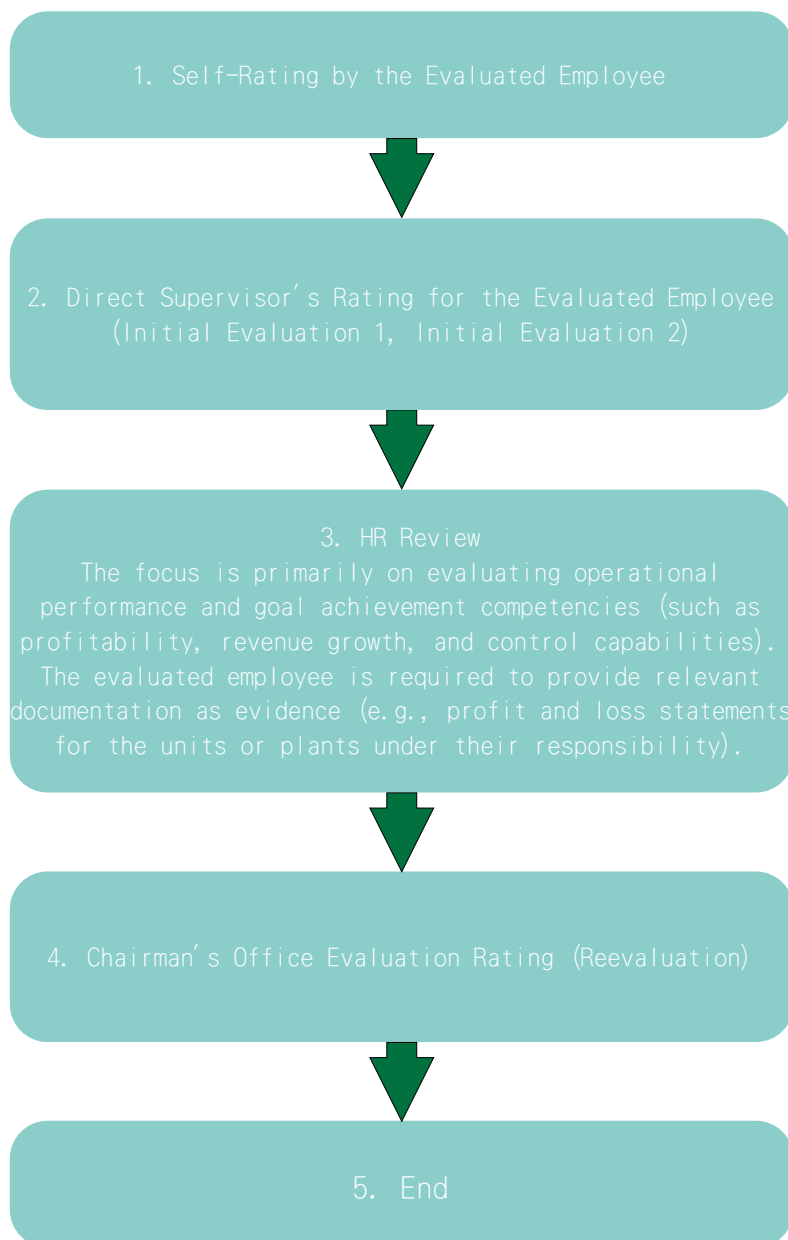 1. Self-Rating by the Evaluated Employee
2. Direct Supervisor's Rating for the Evaluated Employee
(Initial Evaluation 1, Initial Evaluation 2)
3. HR Review
The focus is primarily on evaluating operational
performance and goal achievement competencies (such as
profitability, revenue growth, and control capabilities).
The evaluated employee is required to provide relevant
documentation as evidence (e.g., profit and loss statements
for the units or plants under their responsibility).
4. Chairman's Office Evaluation Rating (Reevaluation)
5. End